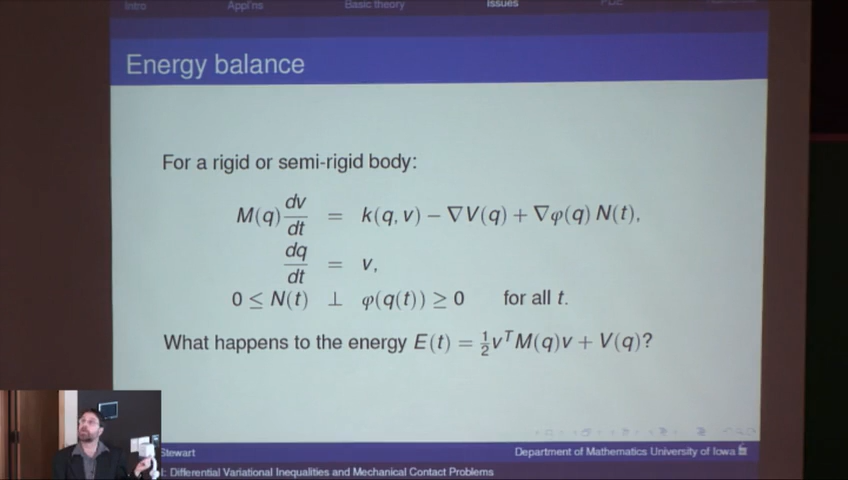 Intro Appl'ns Basic theory Issues PDE
Energy balance
For a rigid or semi-rigid body:
M(q) dv/dt = k(q, v) − ∇V(q) + ∇φ(q) N(t),
dq/dt = v,
0 ≤ N(t) ⊥ φ(q(t)) ≥ 0 for all t.
What happens to the energy E(t) = ½vᵀM(q)v + V(q)?
Stewart Department of Mathematics University of Iowa
: Differential Variational Inequalities and Mechanical Contact Problems